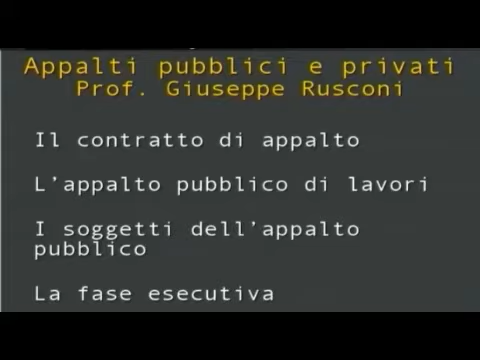 Appalti pubblici e privati
Prof. Giuseppe Rusconi
Il contratto di appalto
L'appalto pubblico di lavori
I soggetti dell'appalto
pubblico
La fase esecutiva